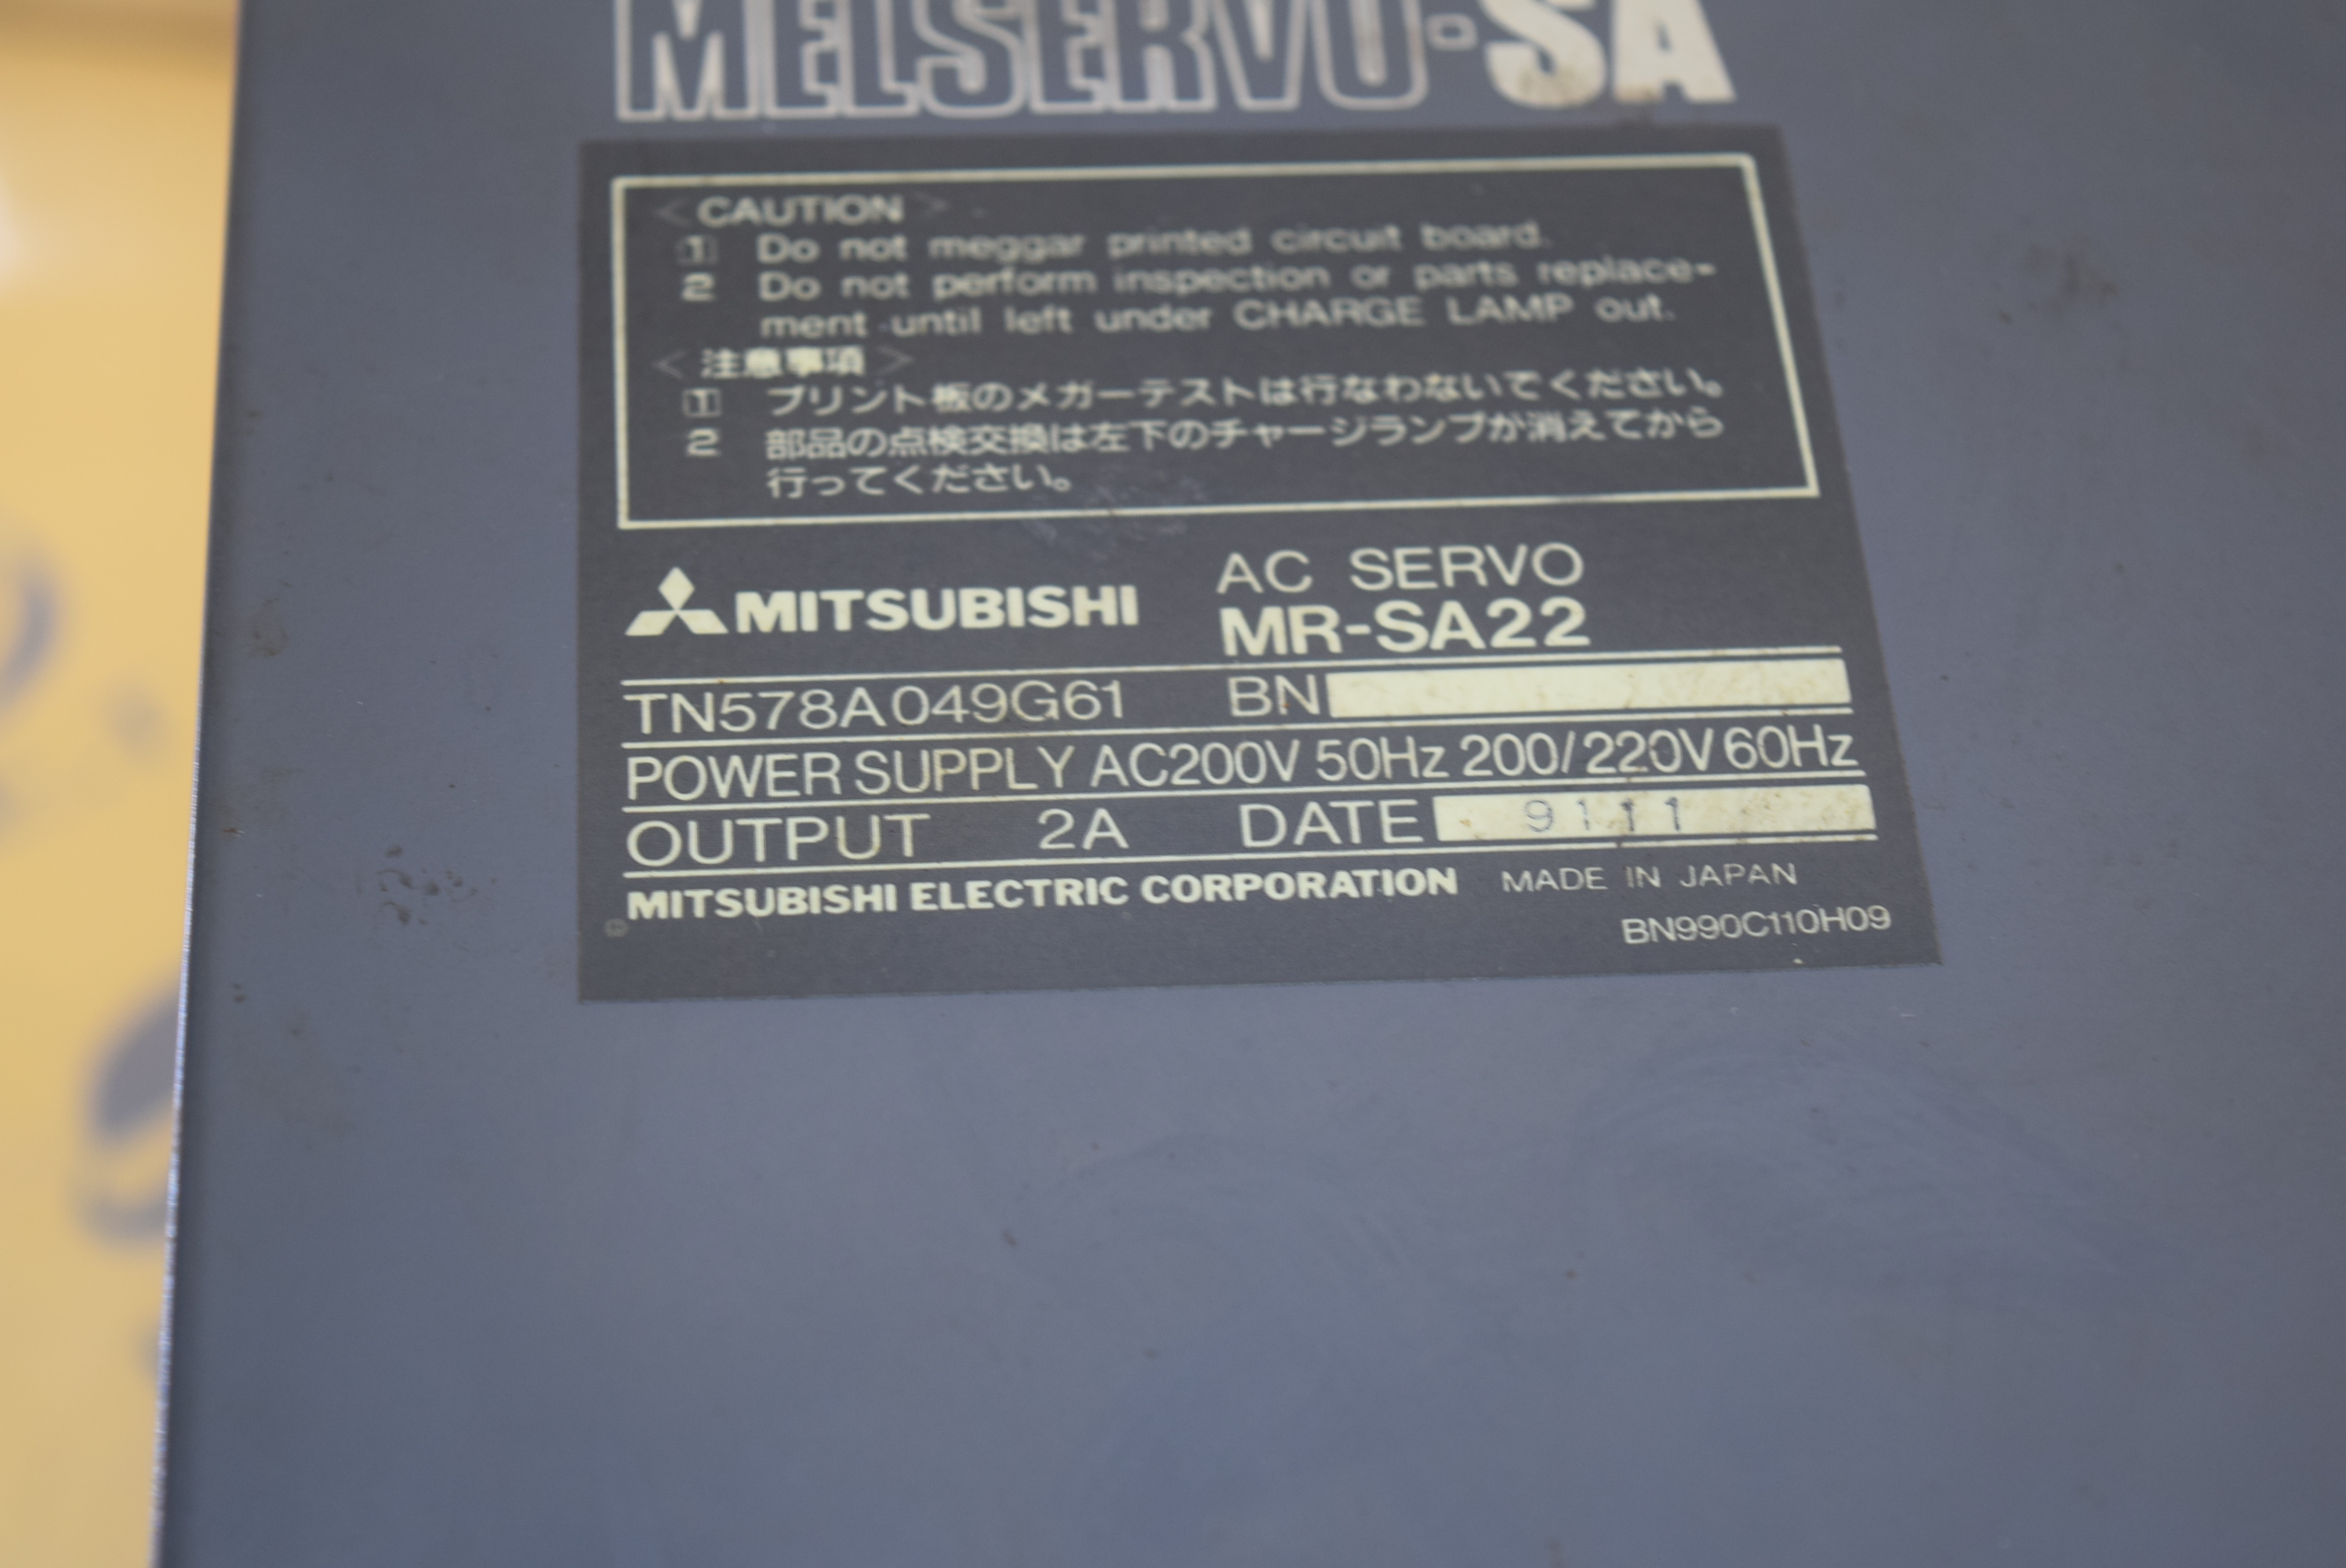 MELSERVO-SA
<CAUTION>
1 Do not meggar printed circuit board.
2 Do not perform inspection or parts replace-
ment until left under CHARGE LAMP out.
<注意事項>
1 プリント板のメガーテストは行なわないでください。
2 部品の点検交換は左下のチャージランプが消えてから
行ってください。
MITSUBISHI AC SERVO
MR-SA22
TN578A049G61 BN
POWER SUPPLY AC200V 50Hz 200/220V 60Hz
OUTPUT 2A DATE 9111
MITSUBISHI ELECTRIC CORPORATION MADE IN JAPAN
BN990C110H09